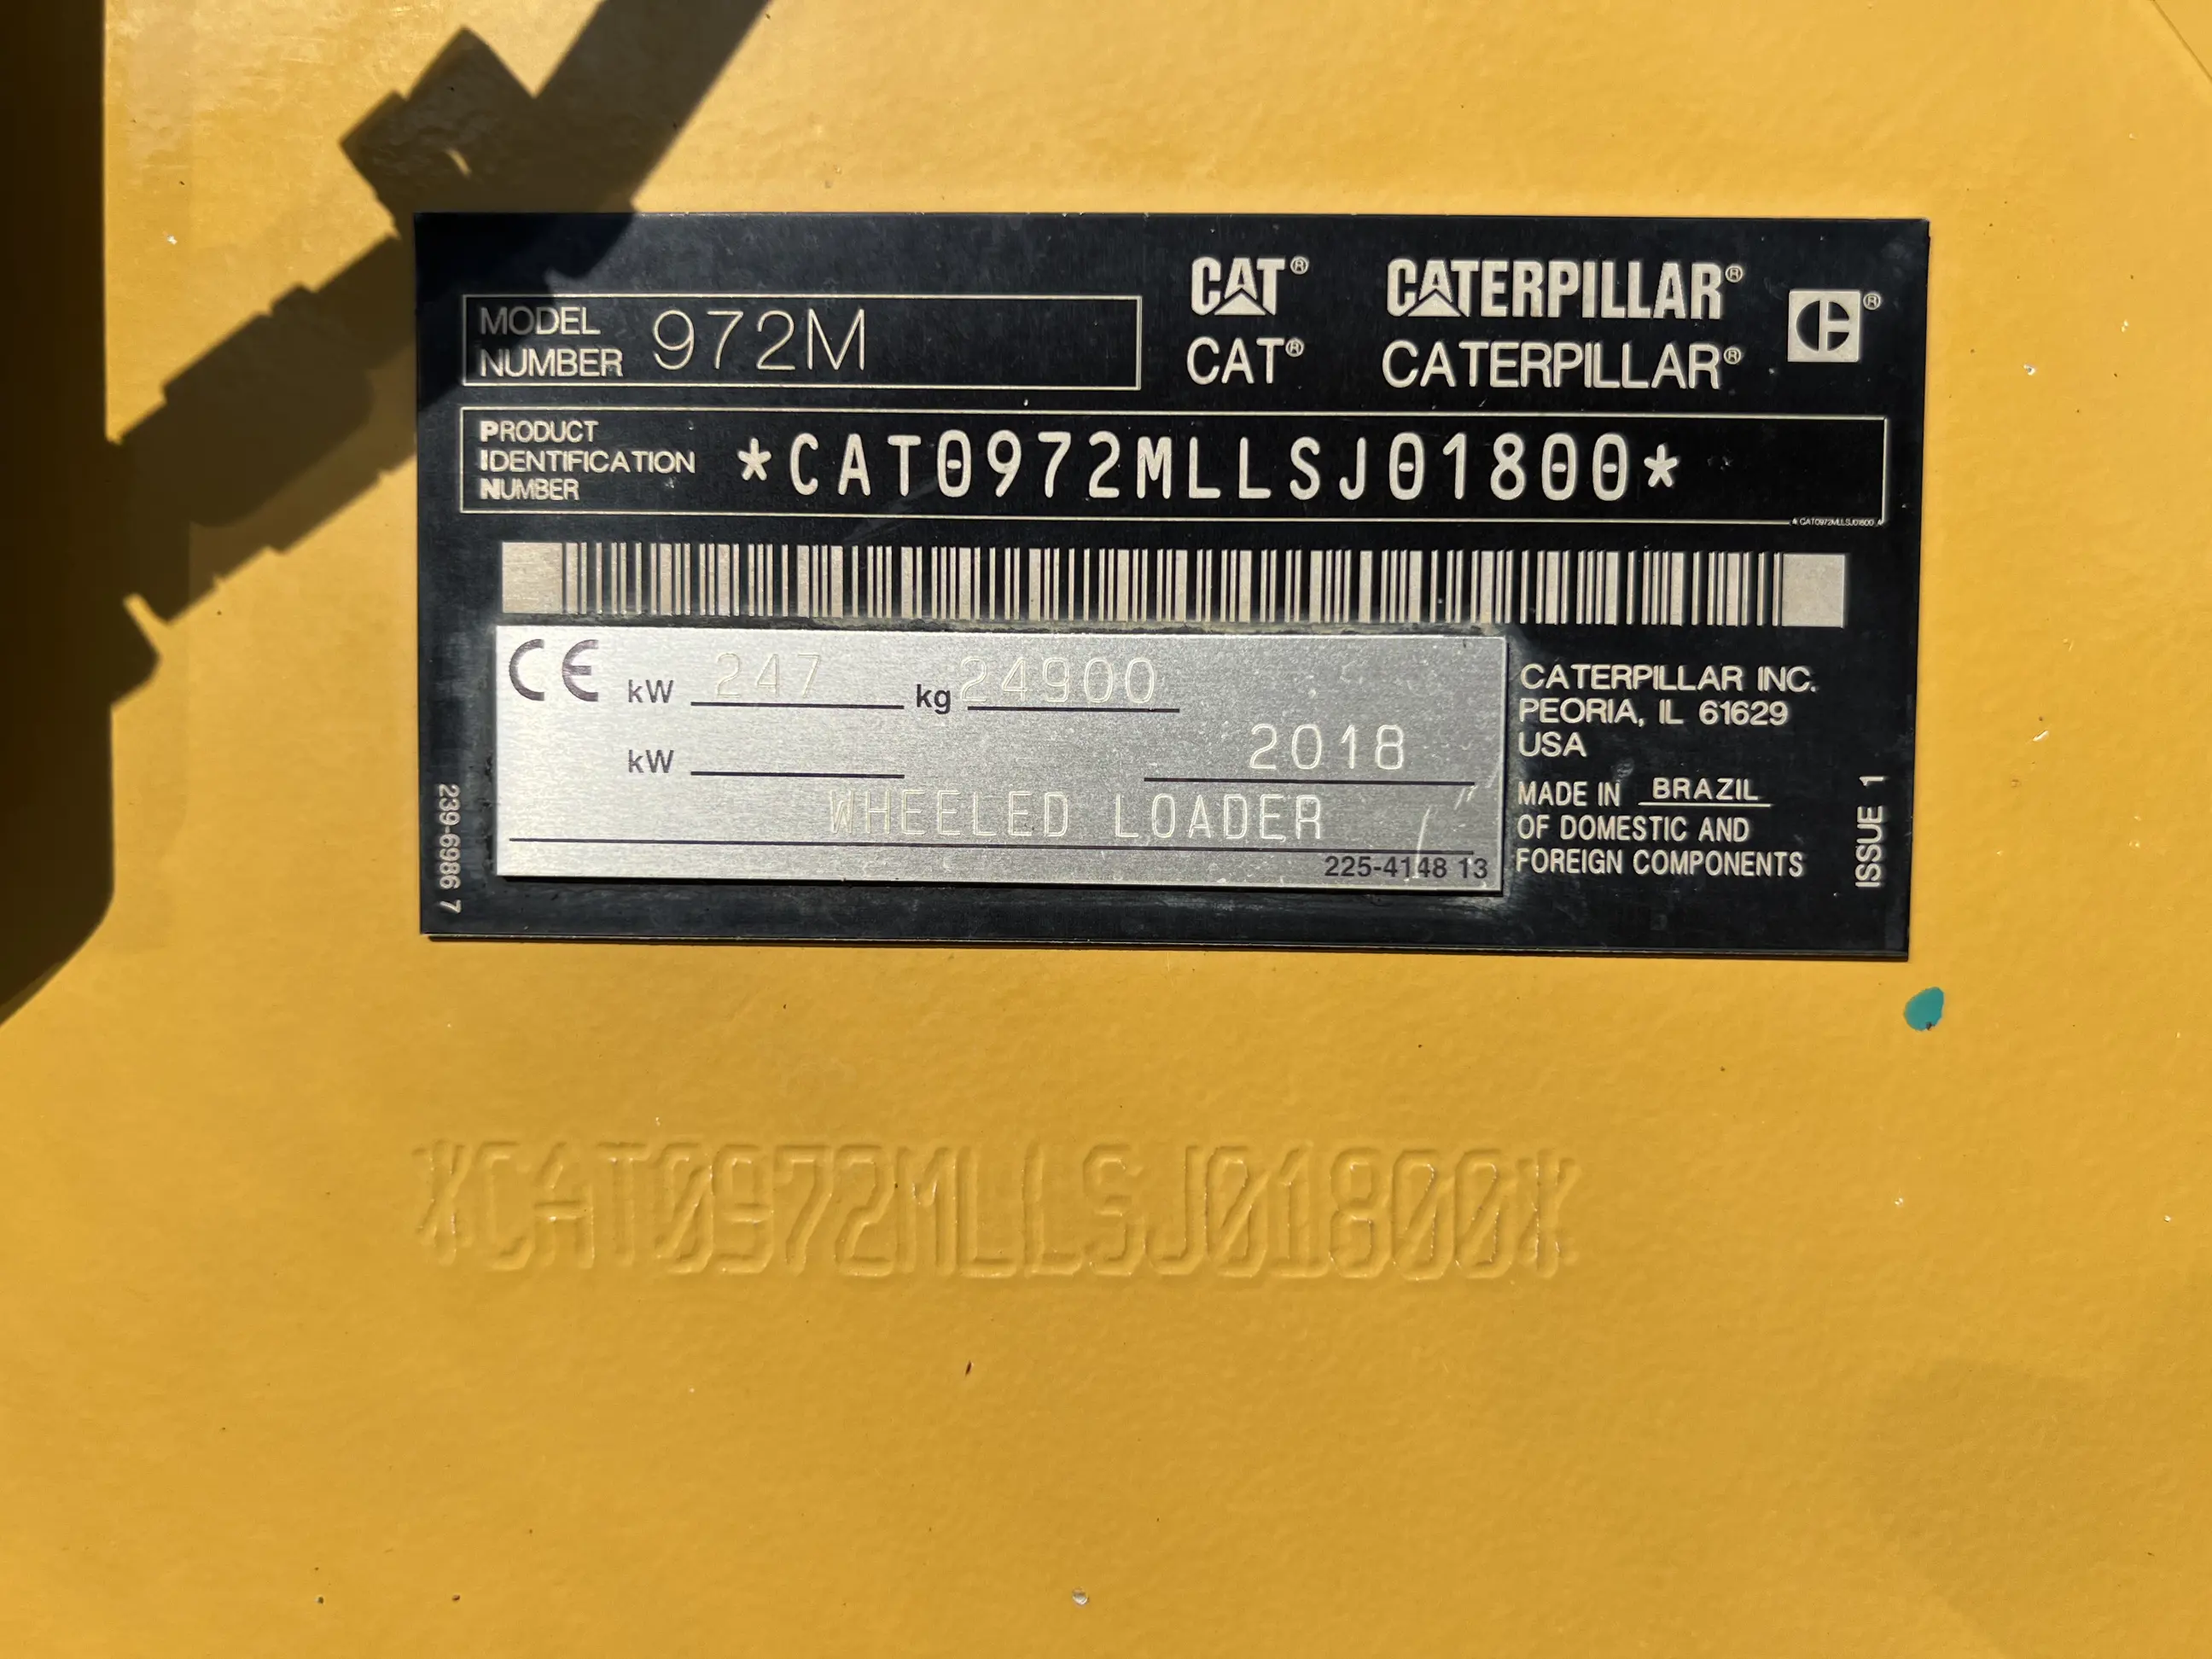 CAT® CATERPILLAR®
MODEL NUMBER 972M
CAT® CATERPILLAR®
PRODUCT IDENTIFICATION NUMBER *CAT0972MLLSJ01800*
*CAT0972MLLSJ01800*
CE kW 247 kg 24900
kW 2018
WHEELED LOADER
225-4148 13
CATERPILLAR INC.
PEORIA, IL 61629
USA
MADE IN BRAZIL
OF DOMESTIC AND
FOREIGN COMPONENTS
239-6986 7
ISSUE 1
*CAT0972MLLSJ01800*